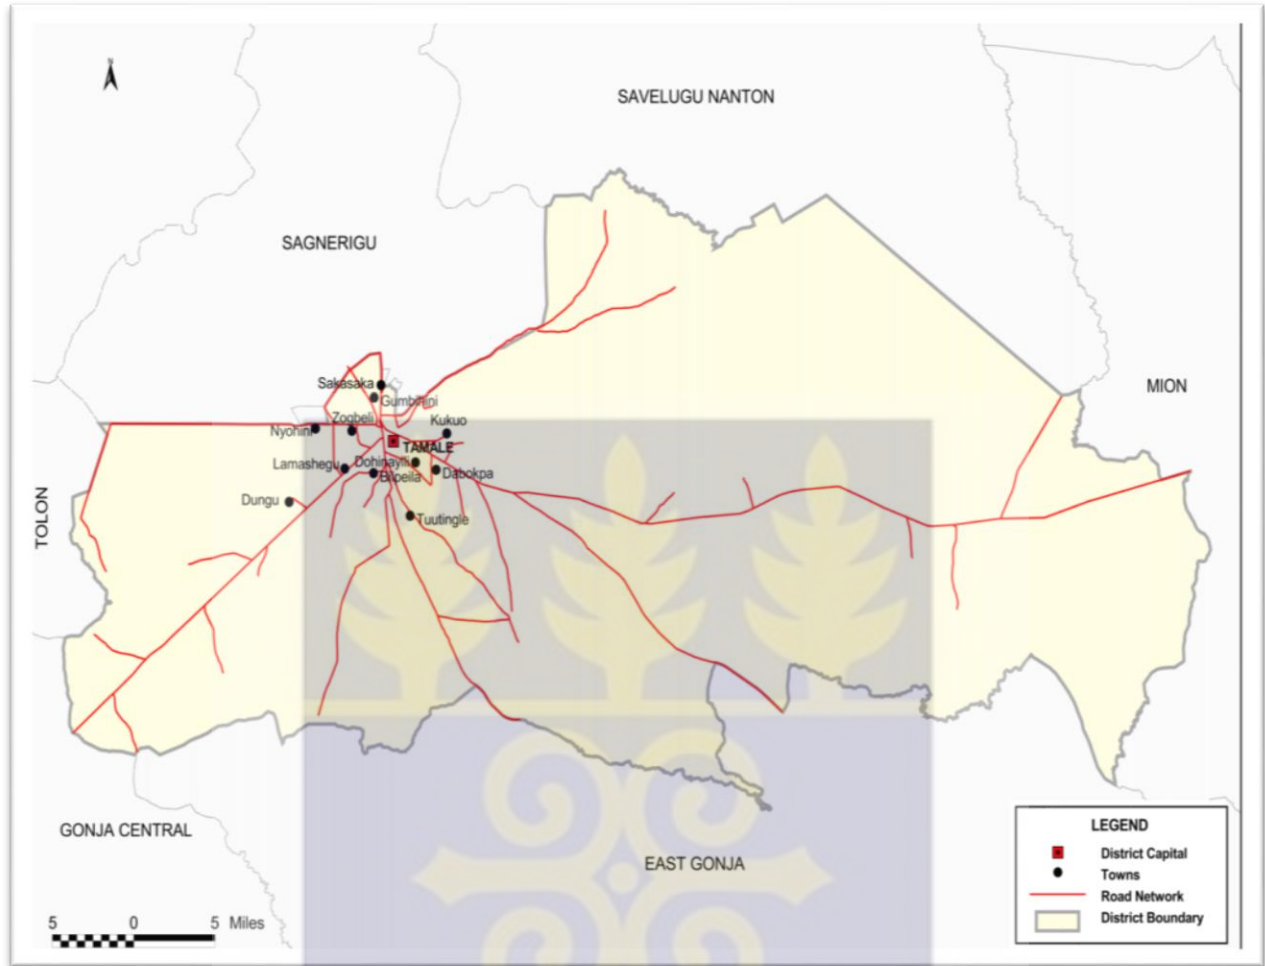 N
SAVELUGU NANTON
SAGNERIGU
MION
Sakasaka
Gumbihini
Zogbeli
Kukuo
Nyohini
TAMALE
Lamashegu
Dohinayili
Bilpeila
Dabokpa
Dungu
Tuutingle
TOLON
GONJA CENTRAL
EAST GONJA
LEGEND
District Capital
Towns
Road Network
District Boundary
5 0 5 Miles